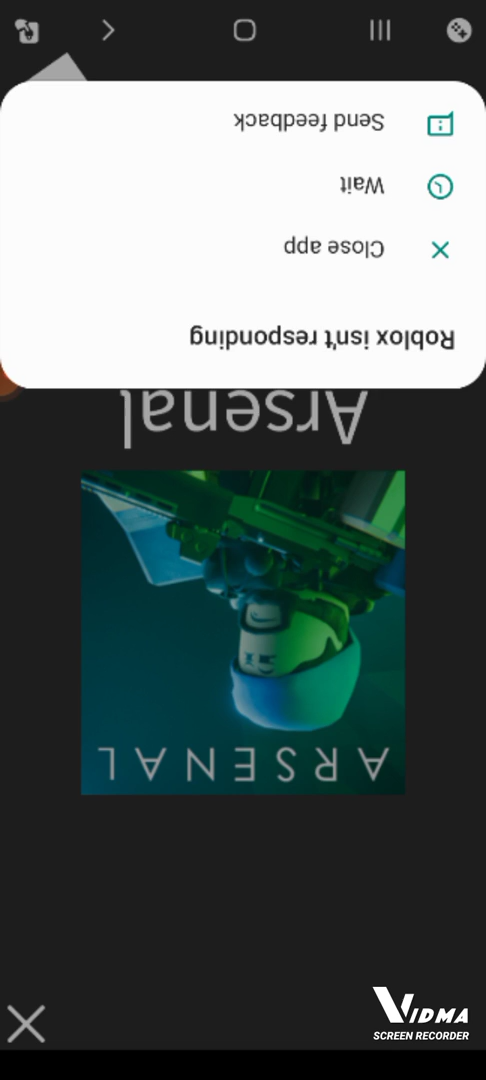 Roblox isn't responding
Close app
Wait
Send feedback
Arsenal
ARSENAL
VIDMA
SCREEN RECORDER